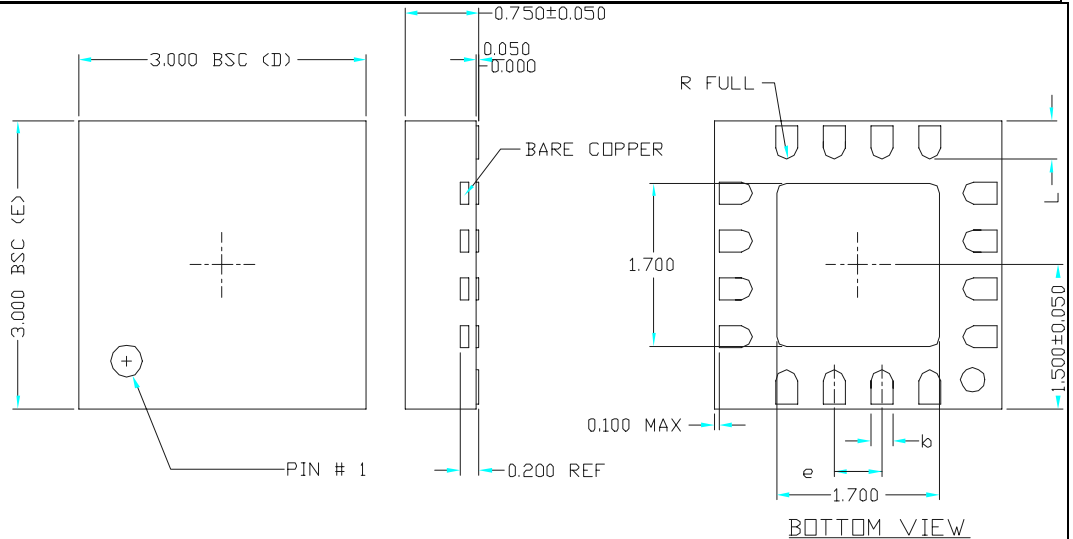 0.750±0.050
3.000 BSC (D)
0.050
0.000
R FULL
BARE COPPER
3.000 BSC (E)
L
1.700
1.500±0.050
0.100 MAX
b
e
PIN # 1
0.200 REF
1.700
BOTTOM VIEW